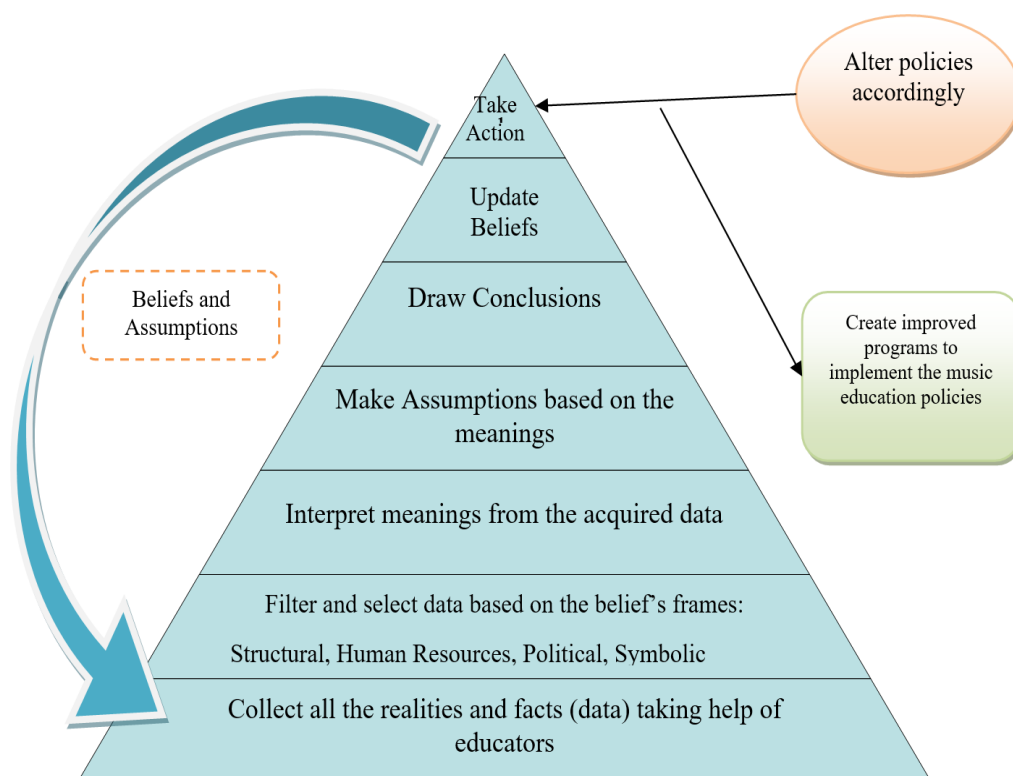 Alter policies
accordingly
Take
,
Action
Update
Beliefs
Beliefs and
Assumptions
Draw Conclusions
Create improved
programs to
implement the music
education policies
Make Assumptions based on the
meanings
Interpret meanings from the acquired data
Filter and select data based on the belief’s frames:
Structural, Human Resources, Political, Symbolic
Collect all the realities and facts (data) taking help of
educators